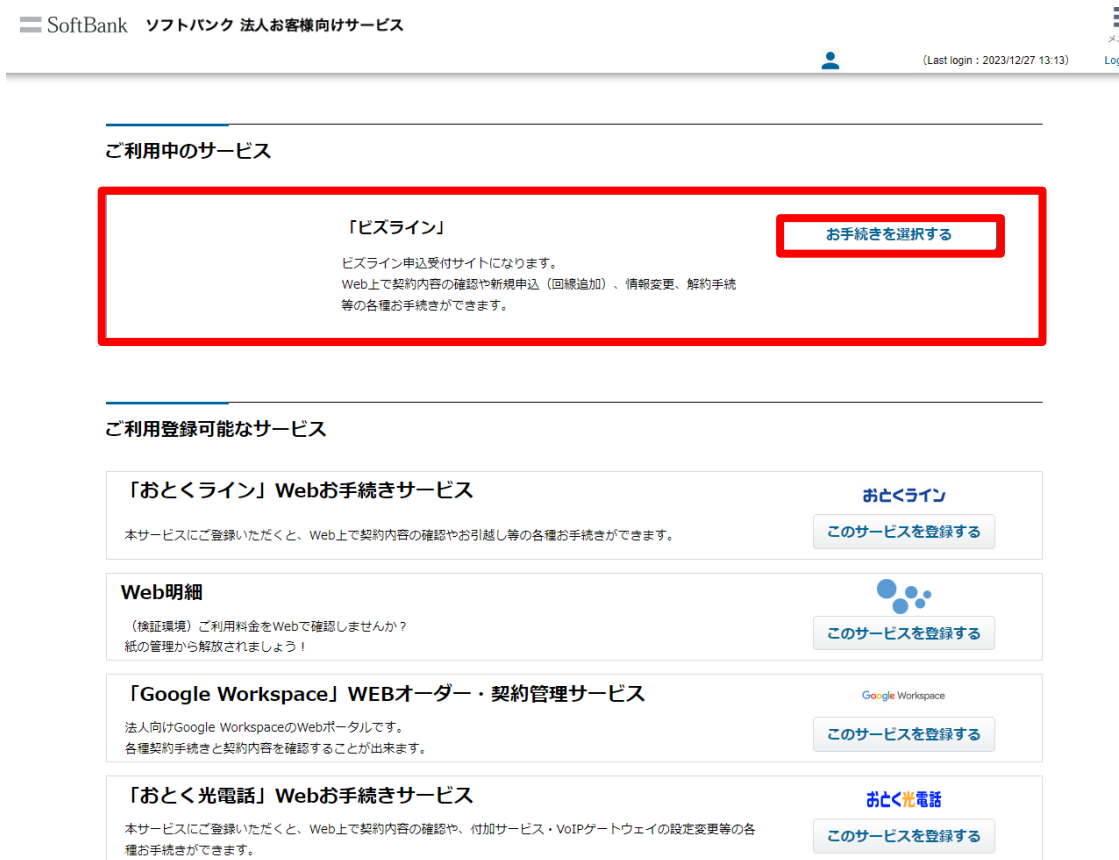 SoftBank ソフトバンク 法人お客様向けサービス
(Last login : 2023/12/27 13:13)
ご利用中のサービス
「ビズライン」
お手続きを選択する
ビズライン申込受付サイトになります。
Web上で契約内容の確認や新規申込（回線追加）、情報変更、解約手続
等の各種お手続きができます。
ご利用登録可能なサービス
「おとくライン」Webお手続きサービス
おとくライン
本サービスにご登録いただくと、Web上で契約内容の確認やお引越し等の各種お手続きができます。
このサービスを登録する
Web明細
（検証環境）ご利用料金をWebで確認しませんか？
紙の管理から解放されましょう！
このサービスを登録する
「Google Workspace」WEBオーダー・契約管理サービス
Google Workspace
法人向けGoogle WorkspaceのWebポータルです。
各種契約手続きと契約内容を確認することが出来ます。
このサービスを登録する
「おとく光電話」Webお手続きサービス
おとく光電話
本サービスにご登録いただくと、Web上で契約内容の確認や、付加サービス・VoIPゲートウェイの設定変更等の各
種お手続きができます。
このサービスを登録する